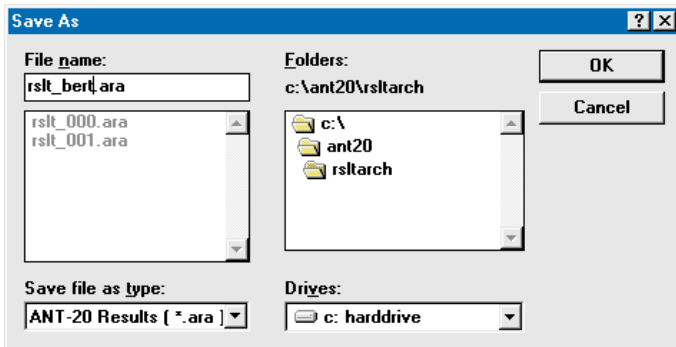 Save As
File name:
rslt_bert.ara
rslt_000.ara
rslt_001.ara
Save file as type:
ANT-20 Results ( *.ara )
Folders:
c:\ant20\rsltarch
c:\
ant20
rsltarch
Drives:
c: harddrive
OK
Cancel